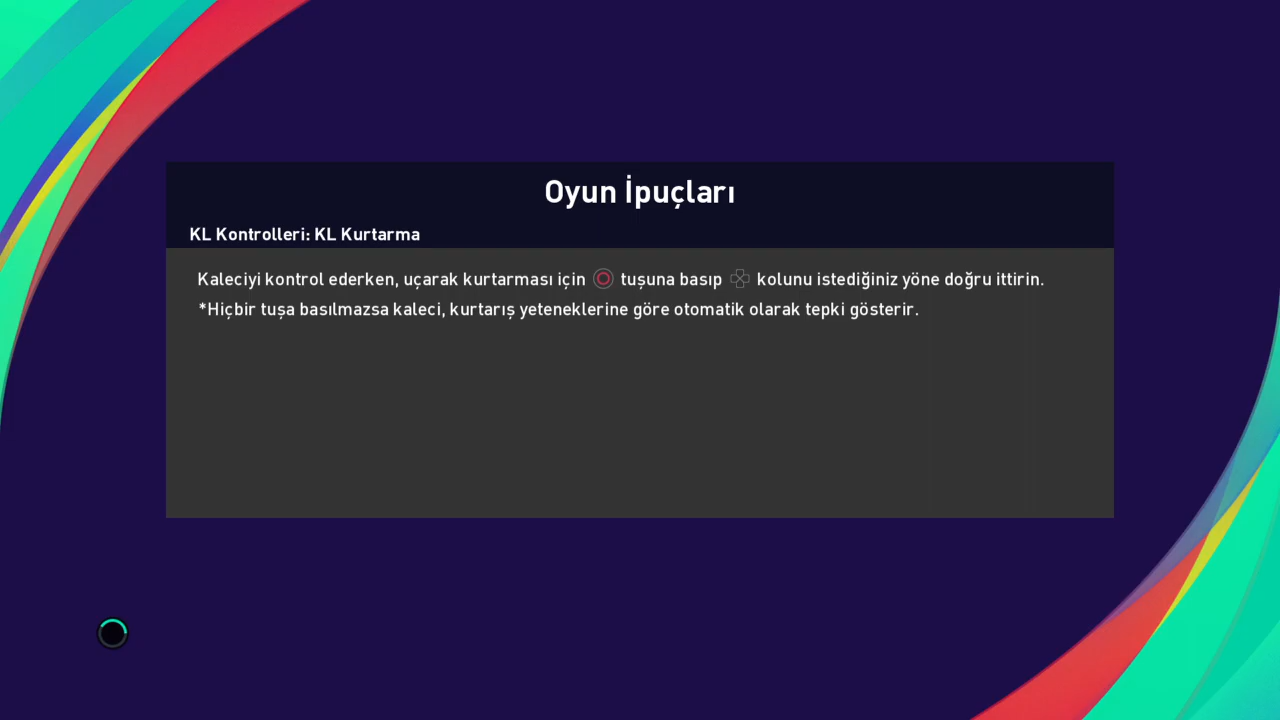 Oyun İpuçları
KL Kontrolleri: KL Kurtarma
Kaleciyi kontrol ederken, uçarak kurtarması için tuşuna basıp kolunu istediğiniz yöne doğru ittirin.
*Hiçbir tuşa basılmazsa kaleci, kurtarış yeteneklerine göre otomatik olarak tepki gösterir.